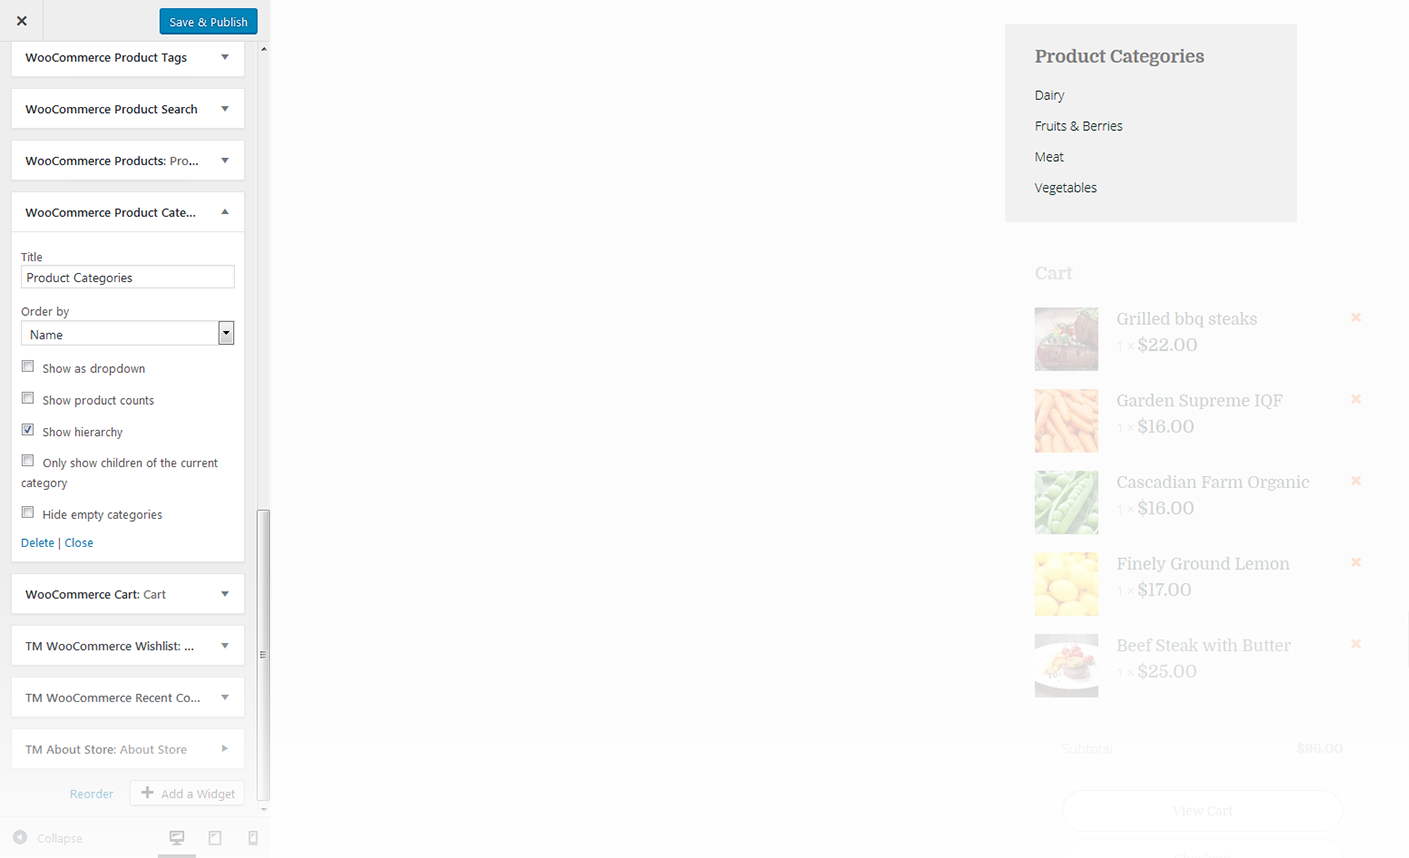 Save & Publish
WooCommerce Product Tags
WooCommerce Product Search
WooCommerce Products: Pro...
WooCommerce Product Cate...
Title
Product Categories
Order by
Name
Show as dropdown
Show product counts
Show hierarchy
Only show children of the current
category
Hide empty categories
Delete | Close
WooCommerce Cart: Cart
TM WooCommerce Wishlist: ...
TM WooCommerce Recent Co...
TM About Store: About Store
Reorder
Add a Widget
Collapse
Product Categories
Dairy
Fruits & Berries
Meat
Vegetables
Cart
Grilled bbq steaks
1 × $22.00
Garden Supreme IQF
1 × $16.00
Cascadian Farm Organic
1 × $16.00
Finely Ground Lemon
1 × $17.00
Beef Steak with Butter
1 × $25.00
Subtotal: $96.00
View Cart